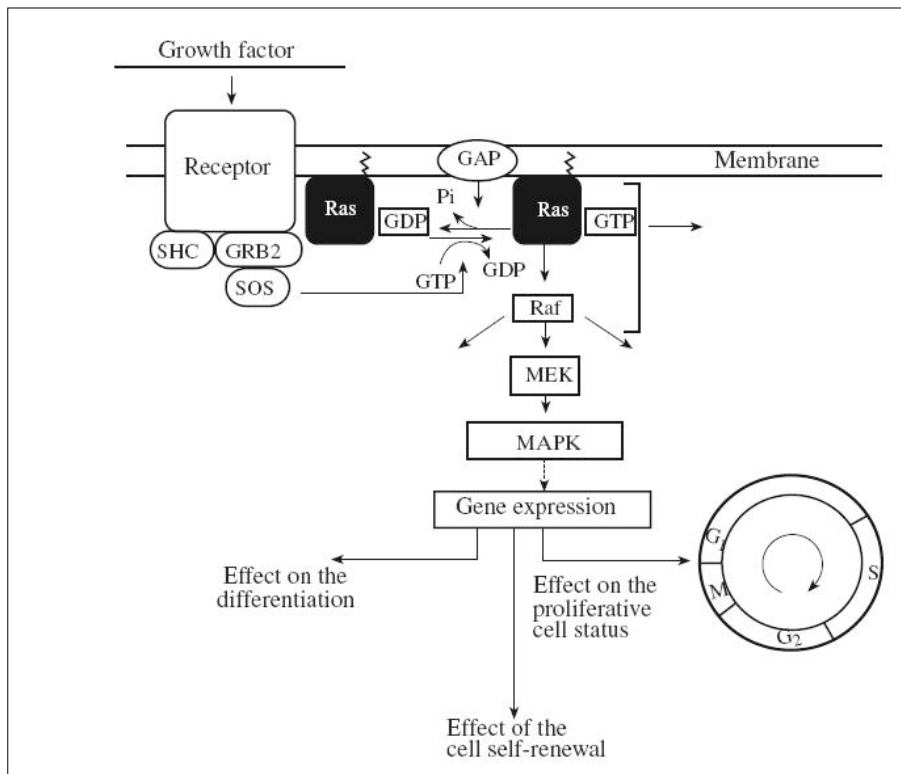 Growth factor
Receptor
GAP
Membrane
Ras
GDP
Pi
Ras
GTP
SHC
GRB2
SOS
GTP
GDP
Raf
MEK
MAPK
Gene expression
Effect on the
differentiation
Effect on the
proliferative
cell status
G1
S
M
G2
Effect of the
cell self-renewal